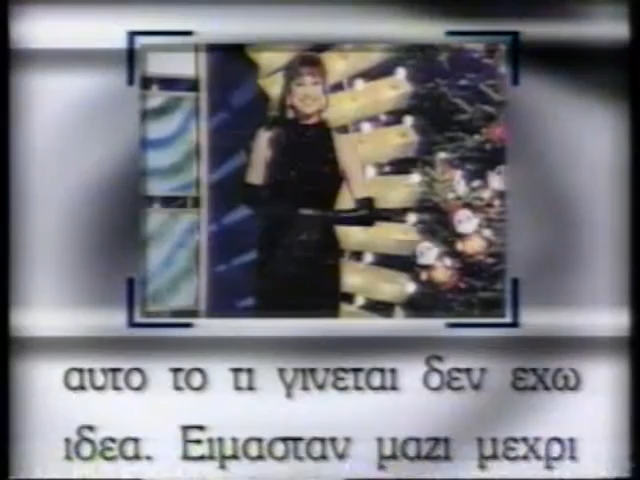 αυτο το τι γινεται δεν εχω
ιδεα. Ειμασταν μαζι μεχρι